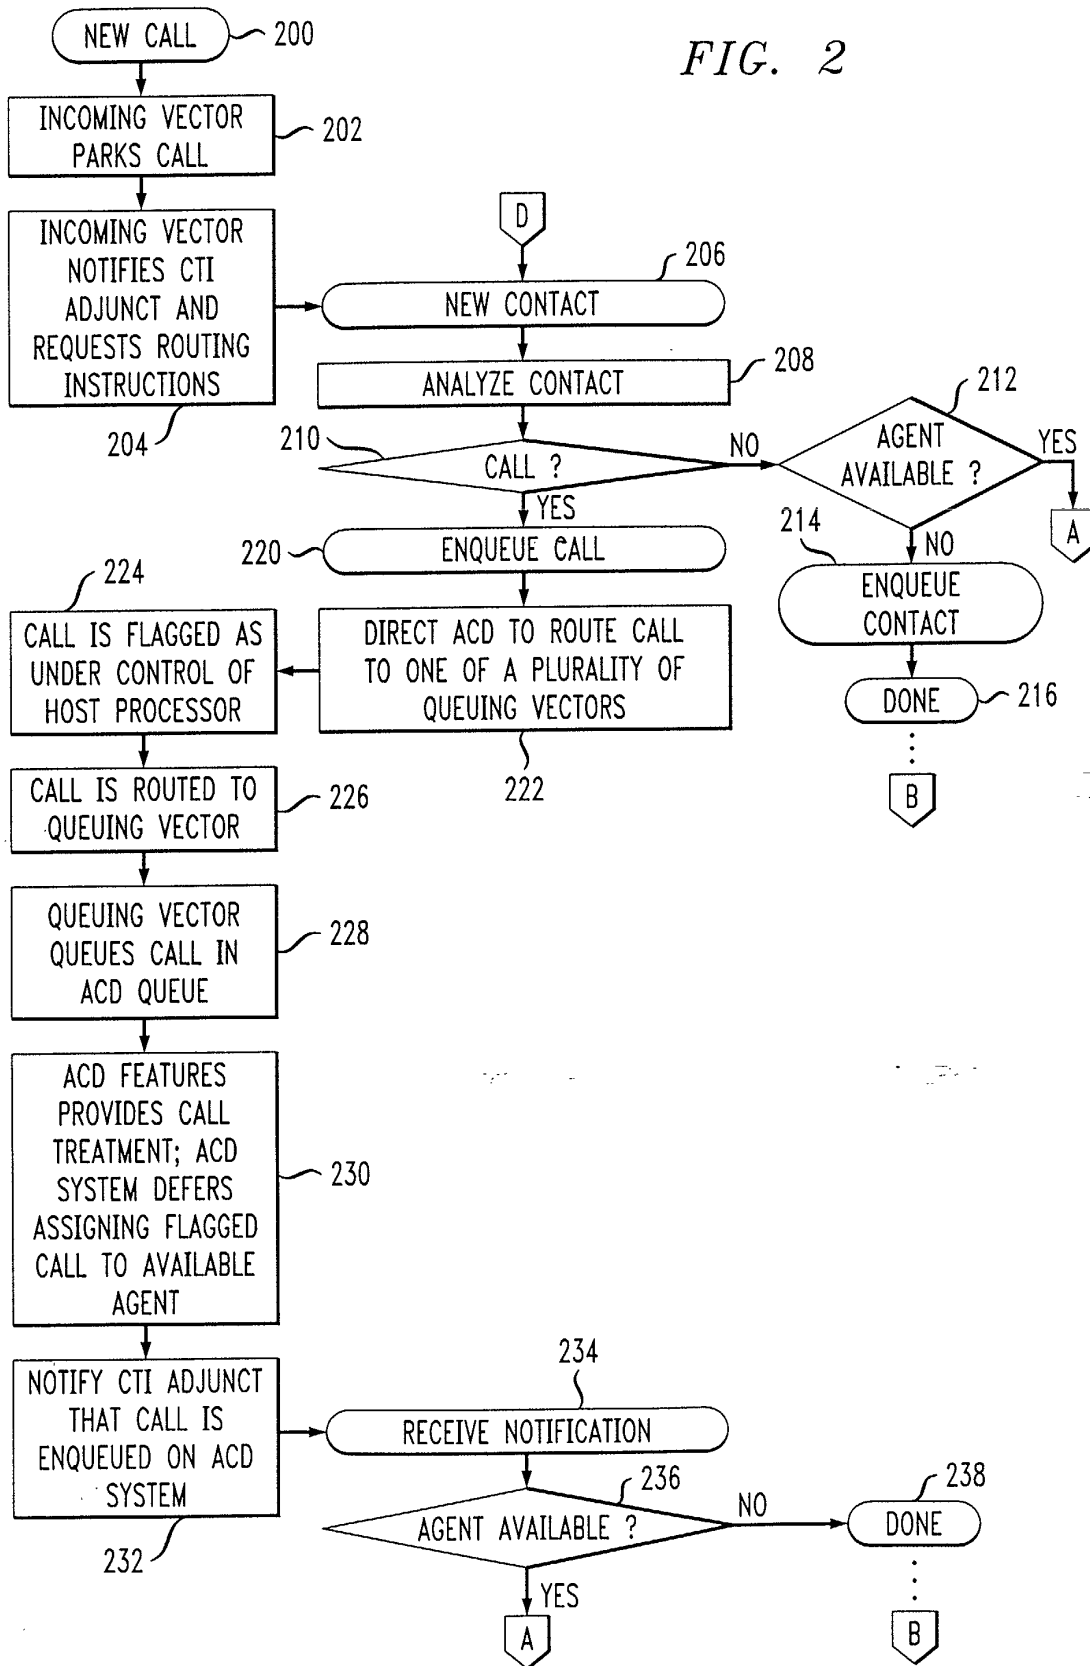 FIG. 2
NEW CALL
200
INCOMING VECTOR
PARKS CALL
202
INCOMING VECTOR
NOTIFIES CTI
ADJUNCT AND
REQUESTS ROUTING
INSTRUCTIONS
204
D
206
NEW CONTACT
208
ANALYZE CONTACT
210
CALL ?
NO
YES
212
AGENT
AVAILABLE ?
YES
A
NO
214
ENQUEUE
CONTACT
DONE
216
B
220
ENQUEUE CALL
DIRECT ACD TO ROUTE CALL
TO ONE OF A PLURALITY OF
QUEUING VECTORS
222
224
CALL IS FLAGGED AS
UNDER CONTROL OF
HOST PROCESSOR
CALL IS ROUTED TO
QUEUING VECTOR
226
QUEUING VECTOR
QUEUES CALL IN
ACD QUEUE
228
ACD FEATURES
PROVIDES CALL
TREATMENT; ACD
SYSTEM DEFERS
ASSIGNING FLAGGED
CALL TO AVAILABLE
AGENT
230
NOTIFY CTI ADJUNCT
THAT CALL IS
ENQUEUED ON ACD
SYSTEM
232
234
RECEIVE NOTIFICATION
236
AGENT AVAILABLE ?
NO
YES
A
238
DONE
B